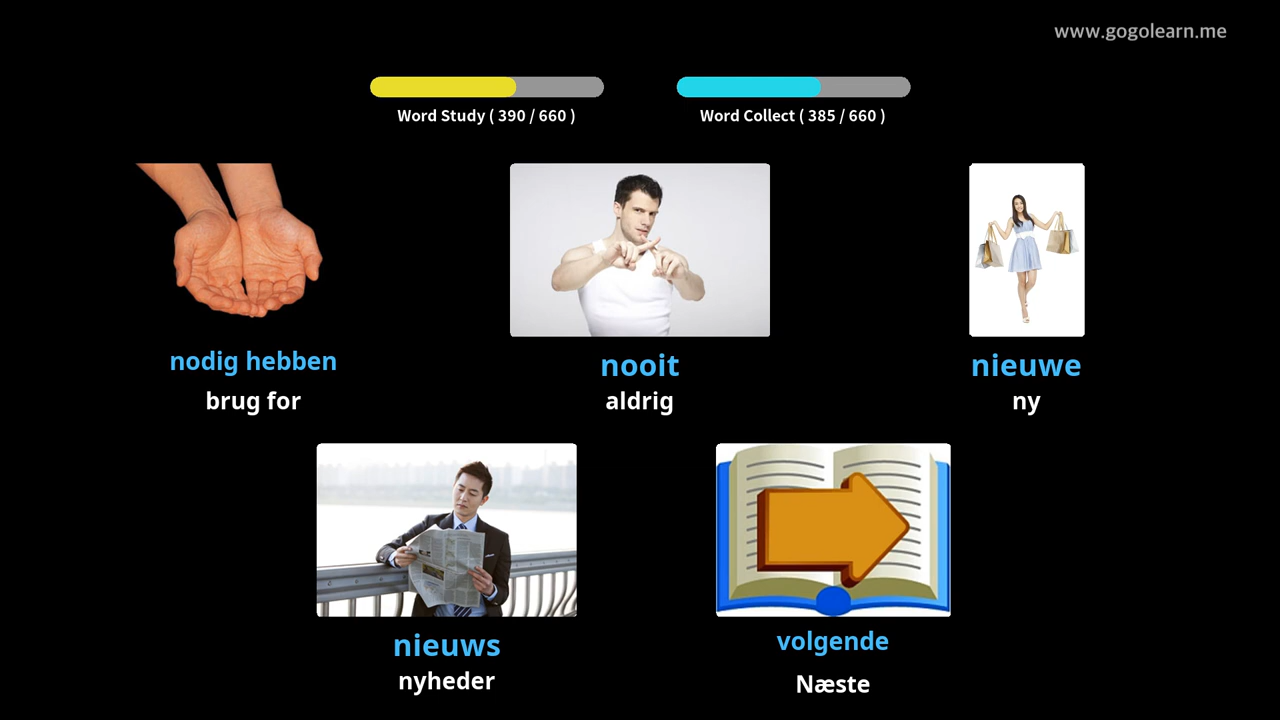 www.gogolearn.me
Word Study ( 390 / 660 )
Word Collect ( 385 / 660 )
nodig hebben
brug for
nooit
aldrig
nieuwe
ny
nieuws
nyheder
volgende
Næste